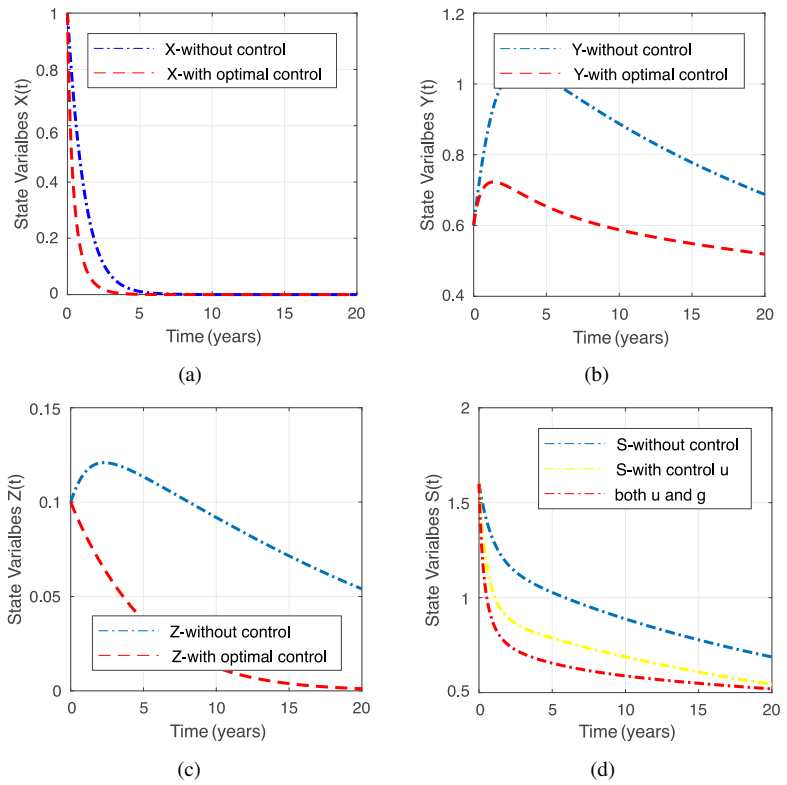 State Varialbes X(t)
1
0.8
0.6
0.4
0.2
0
X-without control
X-with optimal control
0 5 10 15 20
Time (years)
(a)
State Varialbes Y(t)
1.2
1
0.8
0.6
0.4
Y-without control
Y-with optimal control
0 5 10 15 20
Time (years)
(b)
State Varialbes Z(t)
0.15
0.1
0.05
0
Z-without control
Z-with optimal control
0 5 10 15 20
Time (years)
(c)
State Varialbes S(t)
2
1.5
1
0.5
S-without control
S-with control u
both u and g
0 5 10 15 20
Time (years)
(d)